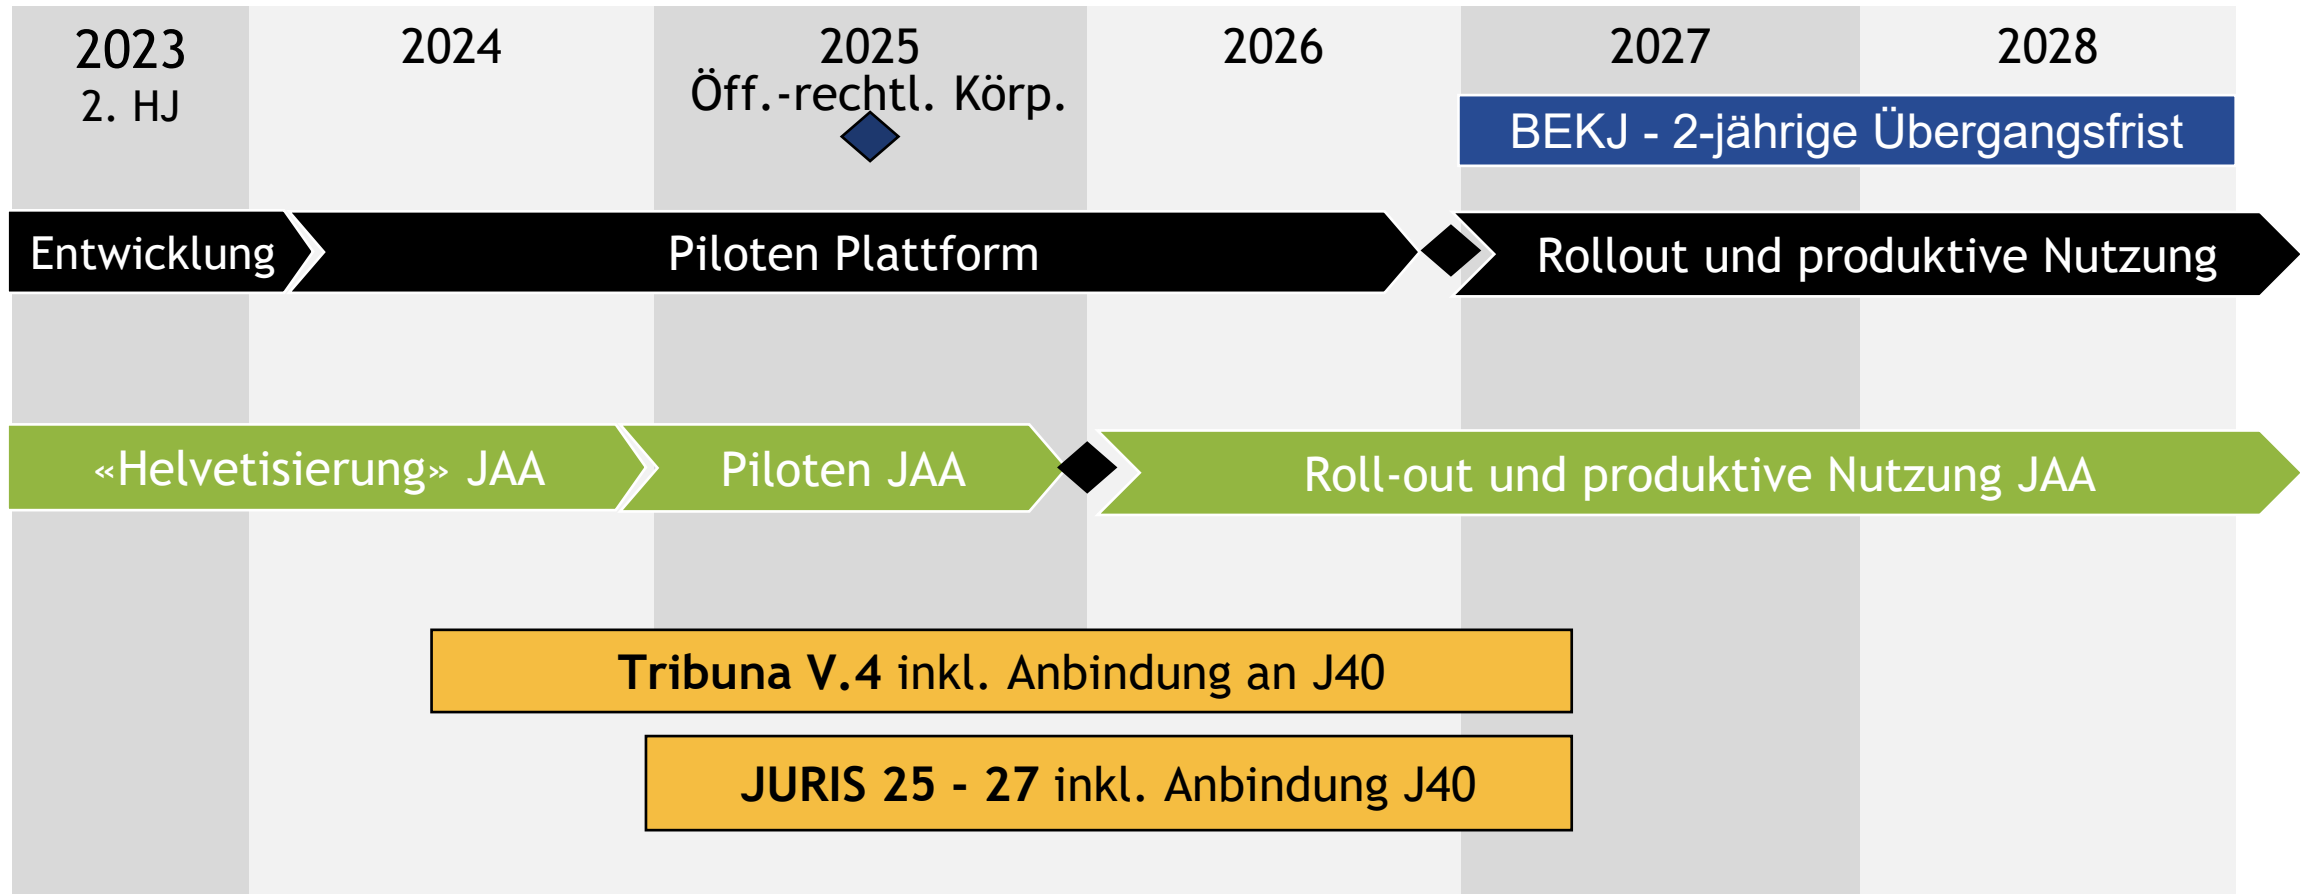 2023
2. HJ
2024
2025
Öff.-rechtl. Körp.
2026
2027
2028
BEKJ - 2-jährige Übergangsfrist
Entwicklung
Piloten Plattform
Rollout und produktive Nutzung
«Helvetisierung» JAA
Piloten JAA
Roll-out und produktive Nutzung JAA
Tribuna V.4 inkl. Anbindung an J40
JURIS 25 - 27 inkl. Anbindung J40